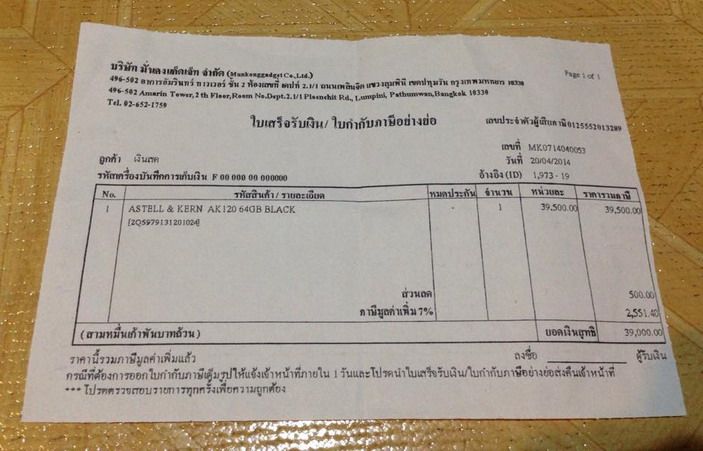 บริษัท มั่นคงแก็ดเจ็ท จำกัด (Munkonggadget Co.,Ltd.)
Page 1 of 1
496-502 อาคารอัมรินทร์ ทาวเวอร์ ชั้น 2 ห้องเลขที่ เดปท์ 2.1/1 ถนนเพลินจิต แขวงลุมพินี เขตปทุมวัน กรุงเทพมหานคร 10330
496-502 Amarin Tower, 2 th Floor,Room No.Dept.2.1/1 Ploenchit Rd., Lumpini, Pathumwan,Bangkok 10330
Tel. 02-652-1759
ใบเสร็จรับเงิน/ ใบกำกับภาษีอย่างย่อ
เลขประจำตัวผู้เสียภาษี 0125552013289
เลขที่ MK0714040053
ลูกค้า เงินสด
วันที่ 20/04/2014
รหัสเครื่องบันทึกการเก็บเงิน F 00 000 00 000000
อ้างอิง (ID) 1,973 - 19
No. รหัสสินค้า / รายละเอียด หมดประกัน จำนวน หน่วยละ ราคารวมภาษี
1 ASTELL & KERN AK120 64GB BLACK - 1 39,500.00 39,500.00
[2Q5979131201024]
ส่วนลด 500.00
ภาษีมูลค่าเพิ่ม 7% 2,551.40
( สามหมื่นเก้าพันบาทถ้วน ) ยอดเงินสุทธิ 39,000.00
ราคานี้รวมภาษีมูลค่าเพิ่มแล้ว
ลงชื่อ ผู้รับเงิน
กรณีที่ต้องการออกใบกำกับภาษีเต็มรูปให้แจ้งเจ้าหน้าที่ภายใน 1 วันและโปรดนำใบเสร็จรับเงิน/ใบกำกับภาษีอย่างย่อส่งคืนเจ้าหน้าที่
*** โปรดตรวจสอบรายการทุกครั้งเพื่อความถูกต้อง